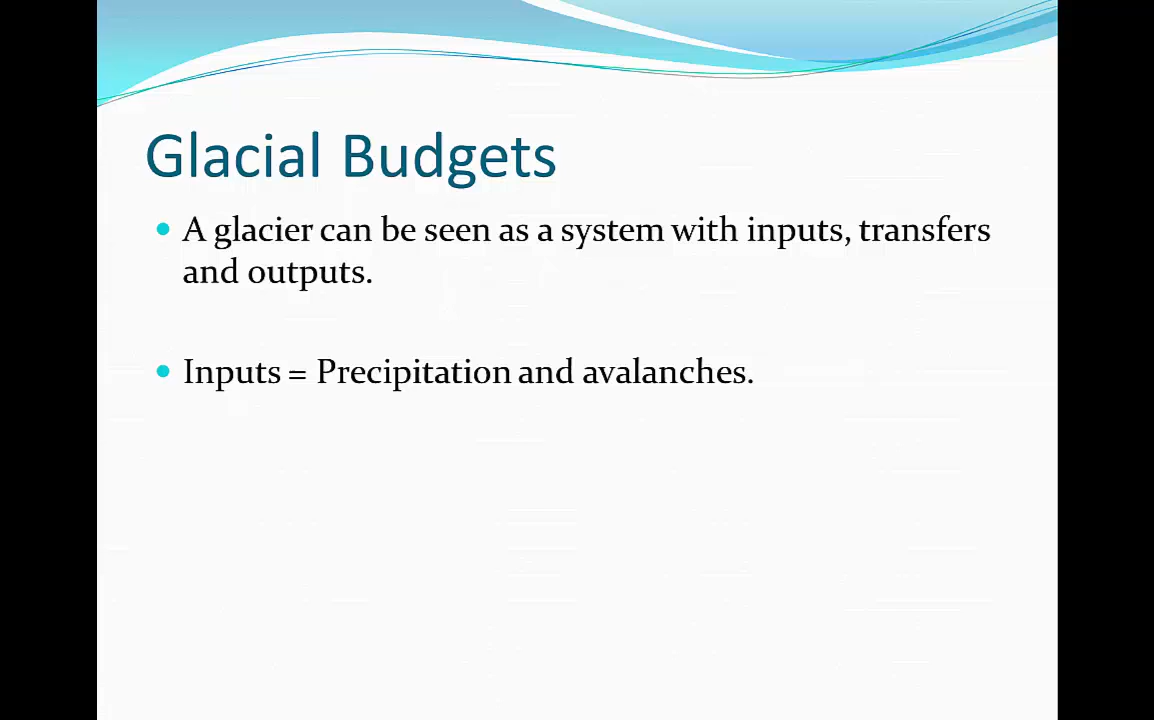 Glacial Budgets
• A glacier can be seen as a system with inputs, transfers
and outputs.
• Inputs = Precipitation and avalanches.